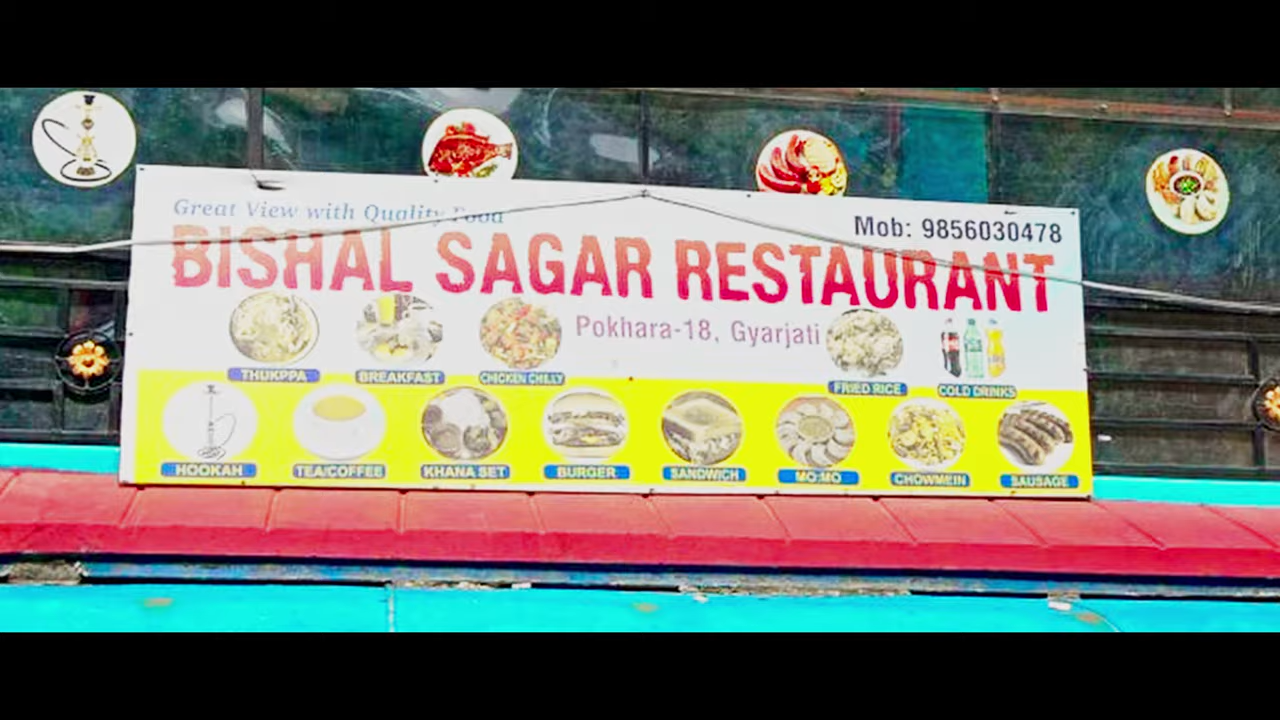 Great View with Quality Food
Mob: 9856030478
BISHAL SAGAR RESTAURANT
Pokhara-18, Gyarjati
THUKPPA BREAKFAST CHICKEN CHILLY FRIED RICE COLD DRINKS
HOOKAH TEA/COFFEE KHANA SET BURGER SANDWICH MO:MO CHOWMEIN SAUSAGE